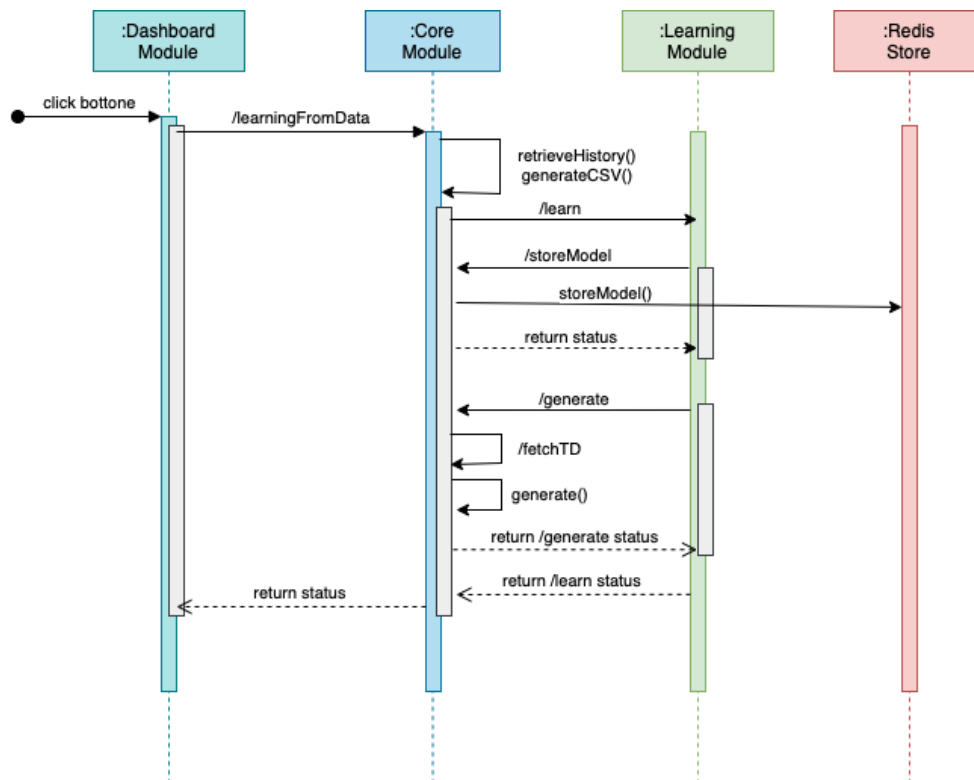 :Dashboard
Module
:Core
Module
:Learning
Module
:Redis
Store
click bottone
/learningFromData
retrieveHistory()
generateCSV()
/learn
/storeModel
storeModel()
return status
/generate
/fetchTD
generate()
return /generate status
return /learn status
return status